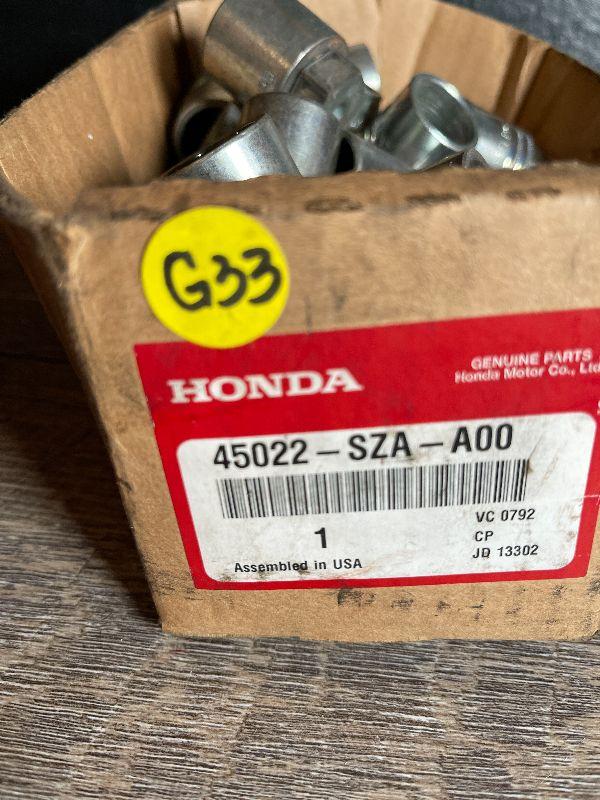 G33
HONDA
GENUINE PARTS
Honda Motor Co., Ltd
45022-SZA-A00
1
VC 0792
CP
JD 13302
Assembled in USA